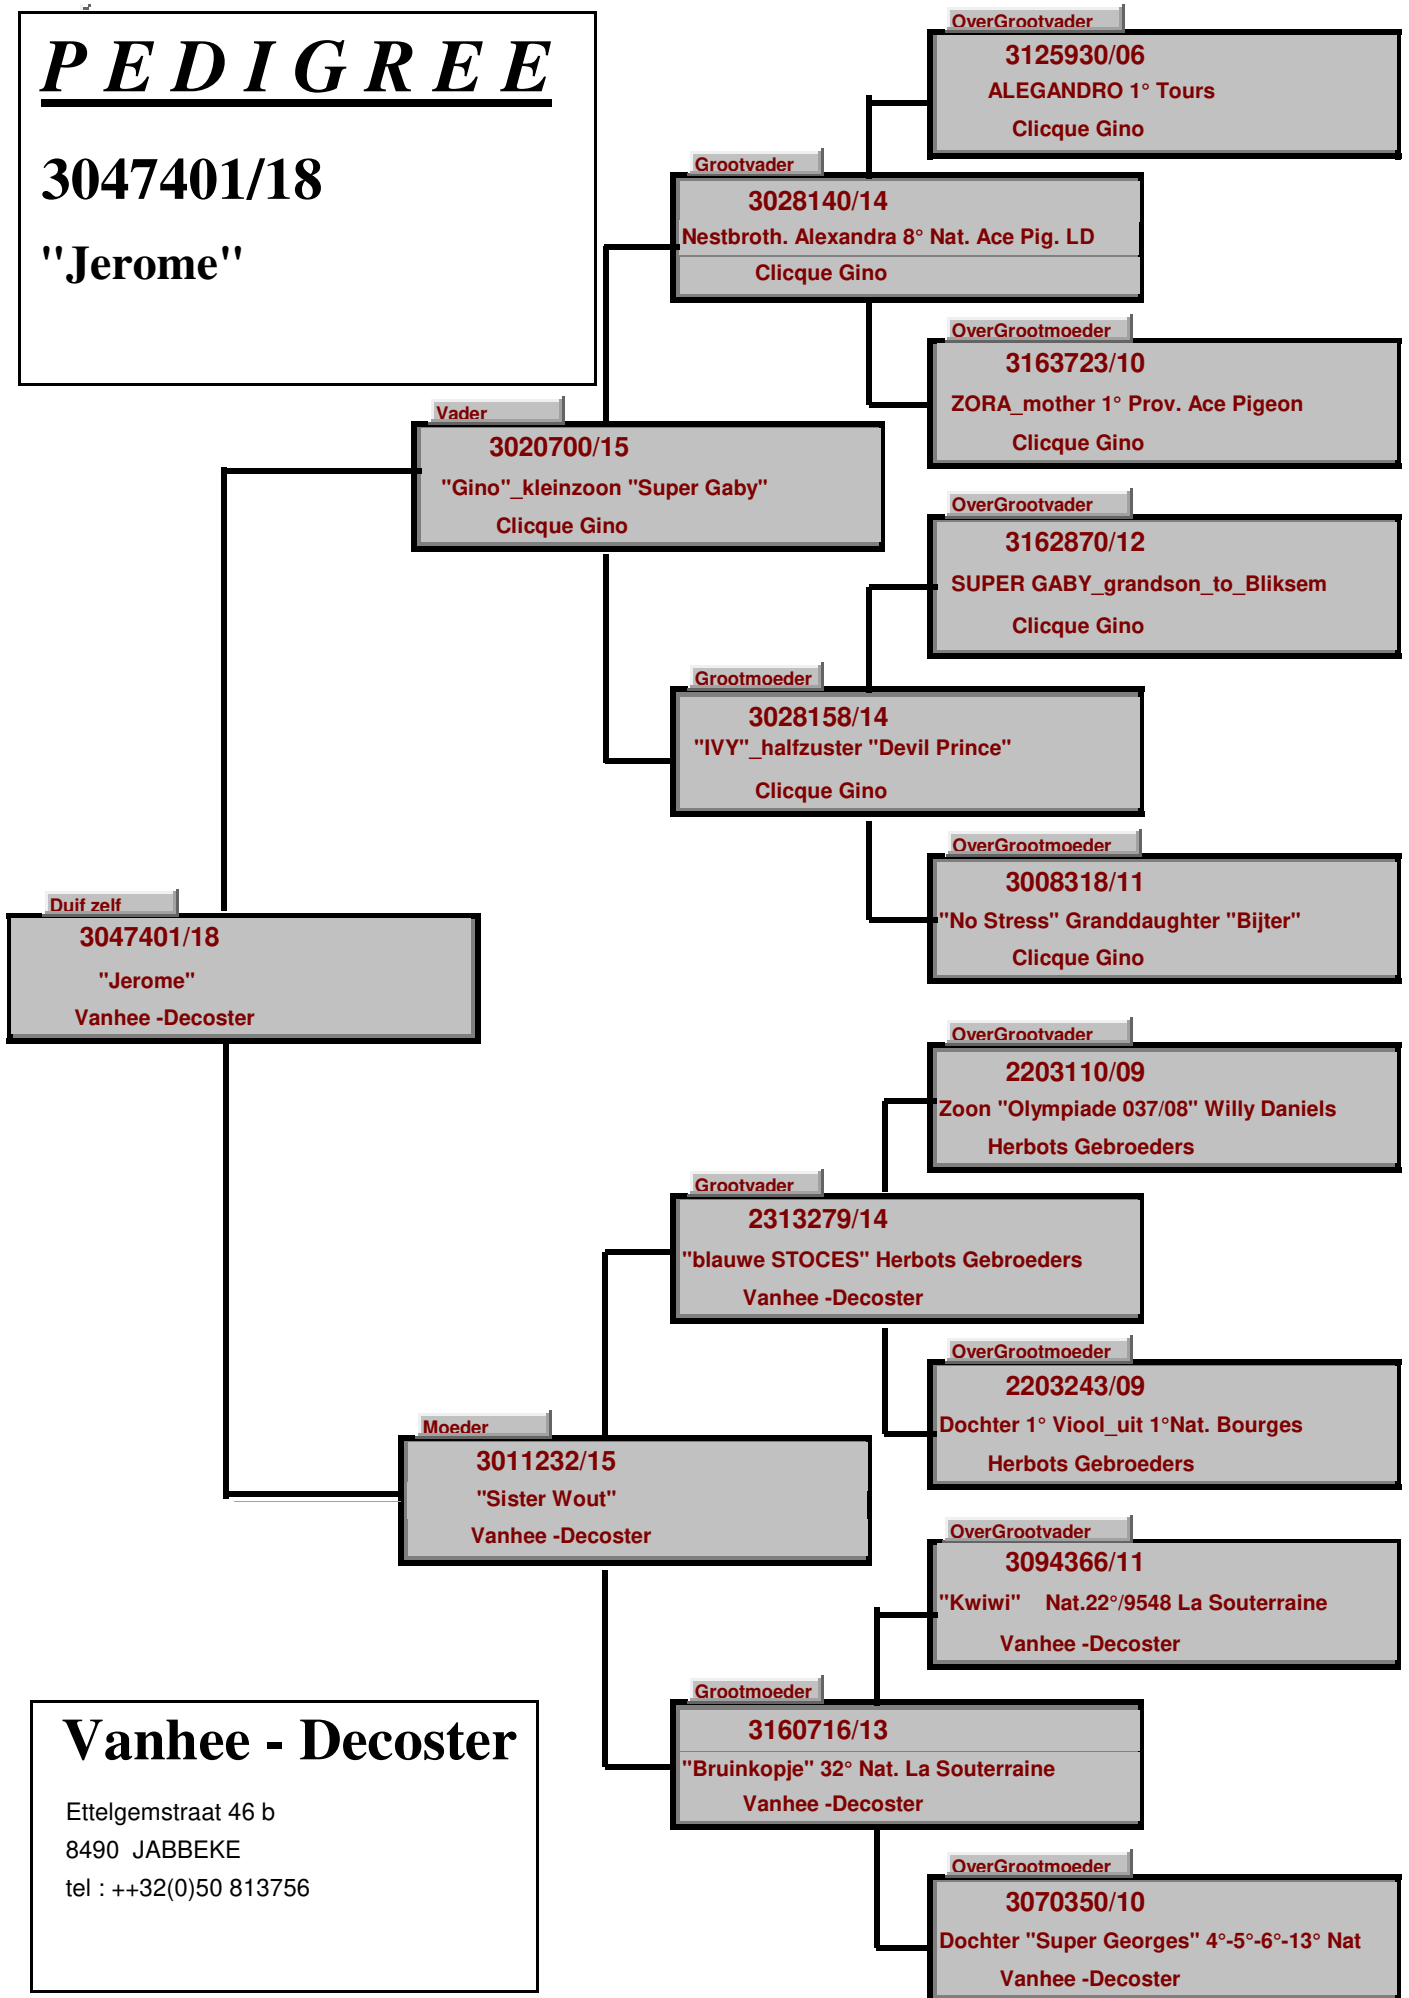 P E D I G R E E
3047401/18
"Jerome"
OverGrootvader
3125930/06
ALEGANDRO 1° Tours
Clicque Gino
Grootvader
3028140/14
Nestbroth. Alexandra 8° Nat. Ace Pig. LD
Clicque Gino
OverGrootmoeder
3163723/10
ZORA_mother 1° Prov. Ace Pigeon
Clicque Gino
Vader
3020700/15
"Gino"_kleinzoon "Super Gaby"
Clicque Gino
OverGrootvader
3162870/12
SUPER GABY_grandson_to_Bliksem
Clicque Gino
Grootmoeder
3028158/14
"IVY"_halfzuster "Devil Prince"
Clicque Gino
OverGrootmoeder
3008318/11
"No Stress" Granddaughter "Bijter"
Clicque Gino
Duif zelf
3047401/18
"Jerome"
Vanhee -Decoster
OverGrootvader
2203110/09
Zoon "Olympiade 037/08" Willy Daniels
Herbots Gebroeders
Grootvader
2313279/14
"blauwe STOCES" Herbots Gebroeders
Vanhee -Decoster
OverGrootmoeder
2203243/09
Dochter 1° Viool_uit 1°Nat. Bourges
Herbots Gebroeders
Moeder
3011232/15
"Sister Wout"
Vanhee -Decoster
OverGrootvader
3094366/11
"Kwiwi" Nat.22°/9548 La Souterraine
Vanhee -Decoster
Grootmoeder
3160716/13
"Bruinkopje" 32° Nat. La Souterraine
Vanhee -Decoster
OverGrootmoeder
3070350/10
Dochter "Super Georges" 4°-5°-6°-13° Nat
Vanhee -Decoster
Vanhee - Decoster
Ettelgemstraat 46 b
8490 JABBEKE
tel : ++32(0)50 813756